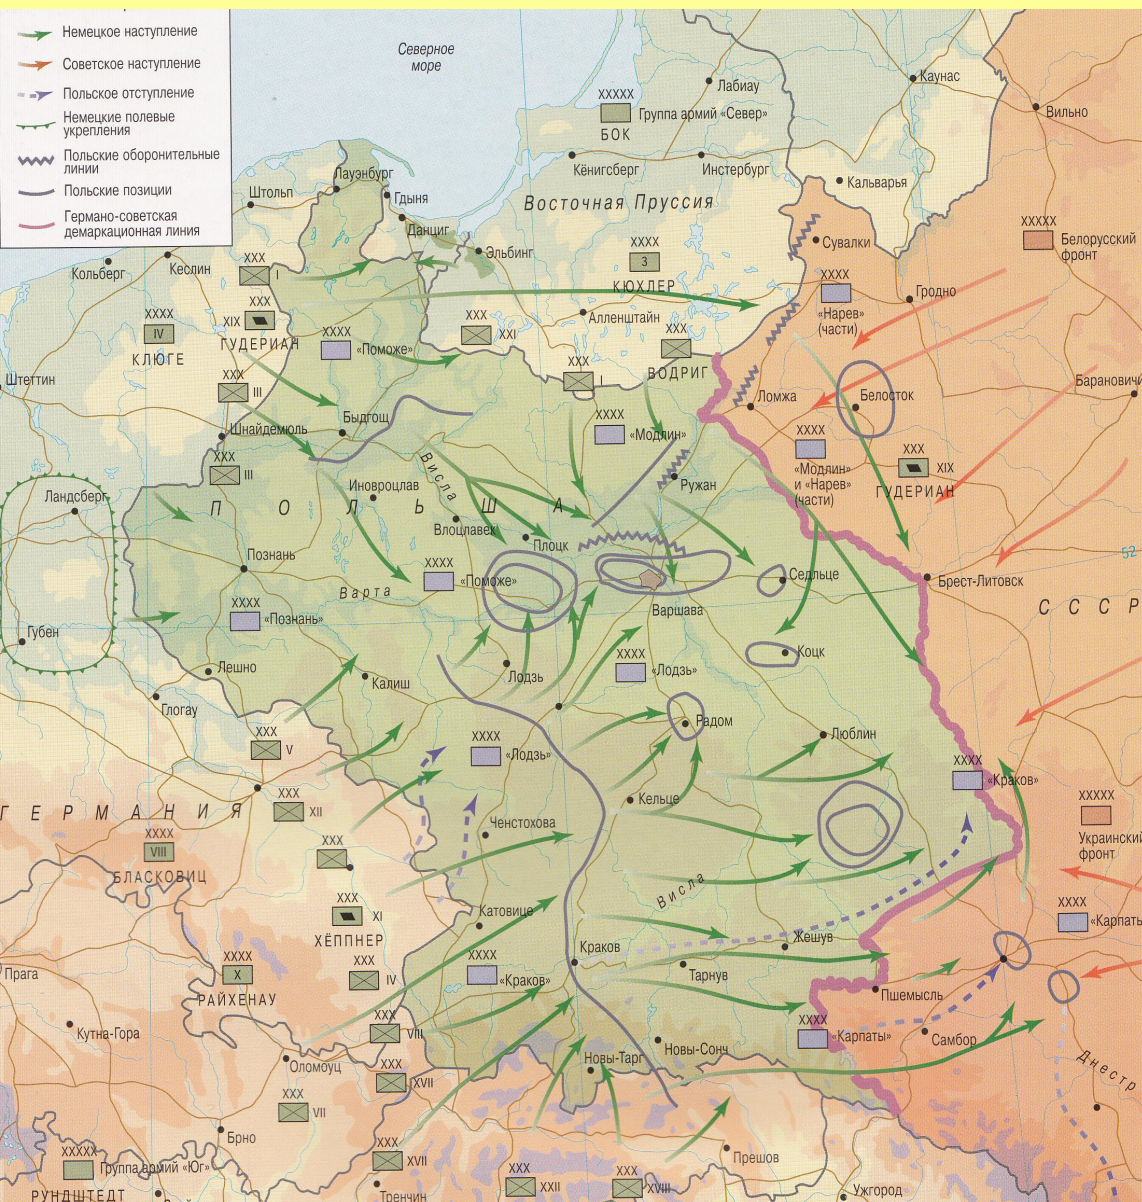 Немецкое наступление
Советское наступление
Польское отступление
Немецкие полевые
укрепления
Польские оборонительные
линии
Польские позиции
Германо-советская
демаркационная линия
Северное
море
Лабиау
Каунас
XXXXX
Группа армий «Север»
БОК
Вильно
Кёнигсберг
Инстербург
Лауэнбург
Штольп
Гдыня
Кальварья
Восточная Пруссия
Данциг
XXXXX
Белорусский
фронт
Сувалки
Эльбинг
XXXX
3
КЮХЛЕР
Кольберг
Кеслин
XXX
I
XXXX
«Нарев»
(части)
Гродно
XXX
XIX
ГУДЕРИАН
XXXX
IV
КЛЮГЕ
XXX
XXI
Алленштайн
XXXX
«Поможе»
XXX
ВОДРИГ
Штеттин
XXX
III
XXX
I
Барановичи
Ломжа
Белосток
Быдгощ
Шнайдемюль
XXXX
«Модлин»
XXXX
«Модлин»
и «Нарев»
(части)
XXX
XIX
ГУДЕРИАН
XXX
III
Висла
Ружан
Ландсберг
Иновроцлав
ПОЛЬША
Влоцлавек
Плоцк
52
Познань
XXXX
«Поможе»
Седльце
Брест-Литовск
Варта
Варшава
СССР
XXXX
«Познань»
Губен
Коцк
Лешно
Лодзь
XXXX
«Лодзь»
Калиш
Глогау
Радом
Люблин
XXX
V
XXXX
«Лодзь»
XXXX
«Краков»
ГЕРМАНИЯ
XXX
XII
Кельце
XXXXX
Украинский
фронт
Ченстохова
XXXX
VIII
БЛАСКОВИЦ
XXX
Висла
XXX
XI
ХЁППНЕР
Катовице
XXXX
«Карпаты»
Краков
Жешув
Прага
XXXX
X
РАЙХЕНАУ
XXX
IV
XXXX
«Краков»
Тарнув
Пшемысль
Кутна-Гора
XXX
VIII
XXXX
«Карпаты»
Самбор
Новы-Сонч
Новы-Тарг
Оломоуц
XXX
XVII
Днестр
XXX
VII
Брно
XXX
XVII
Прешов
XXXXX
Группа армий «Юг»
РУНДШТЕДТ
XXX
XXII
XXX
XVIII
Тренчин
Ужгород